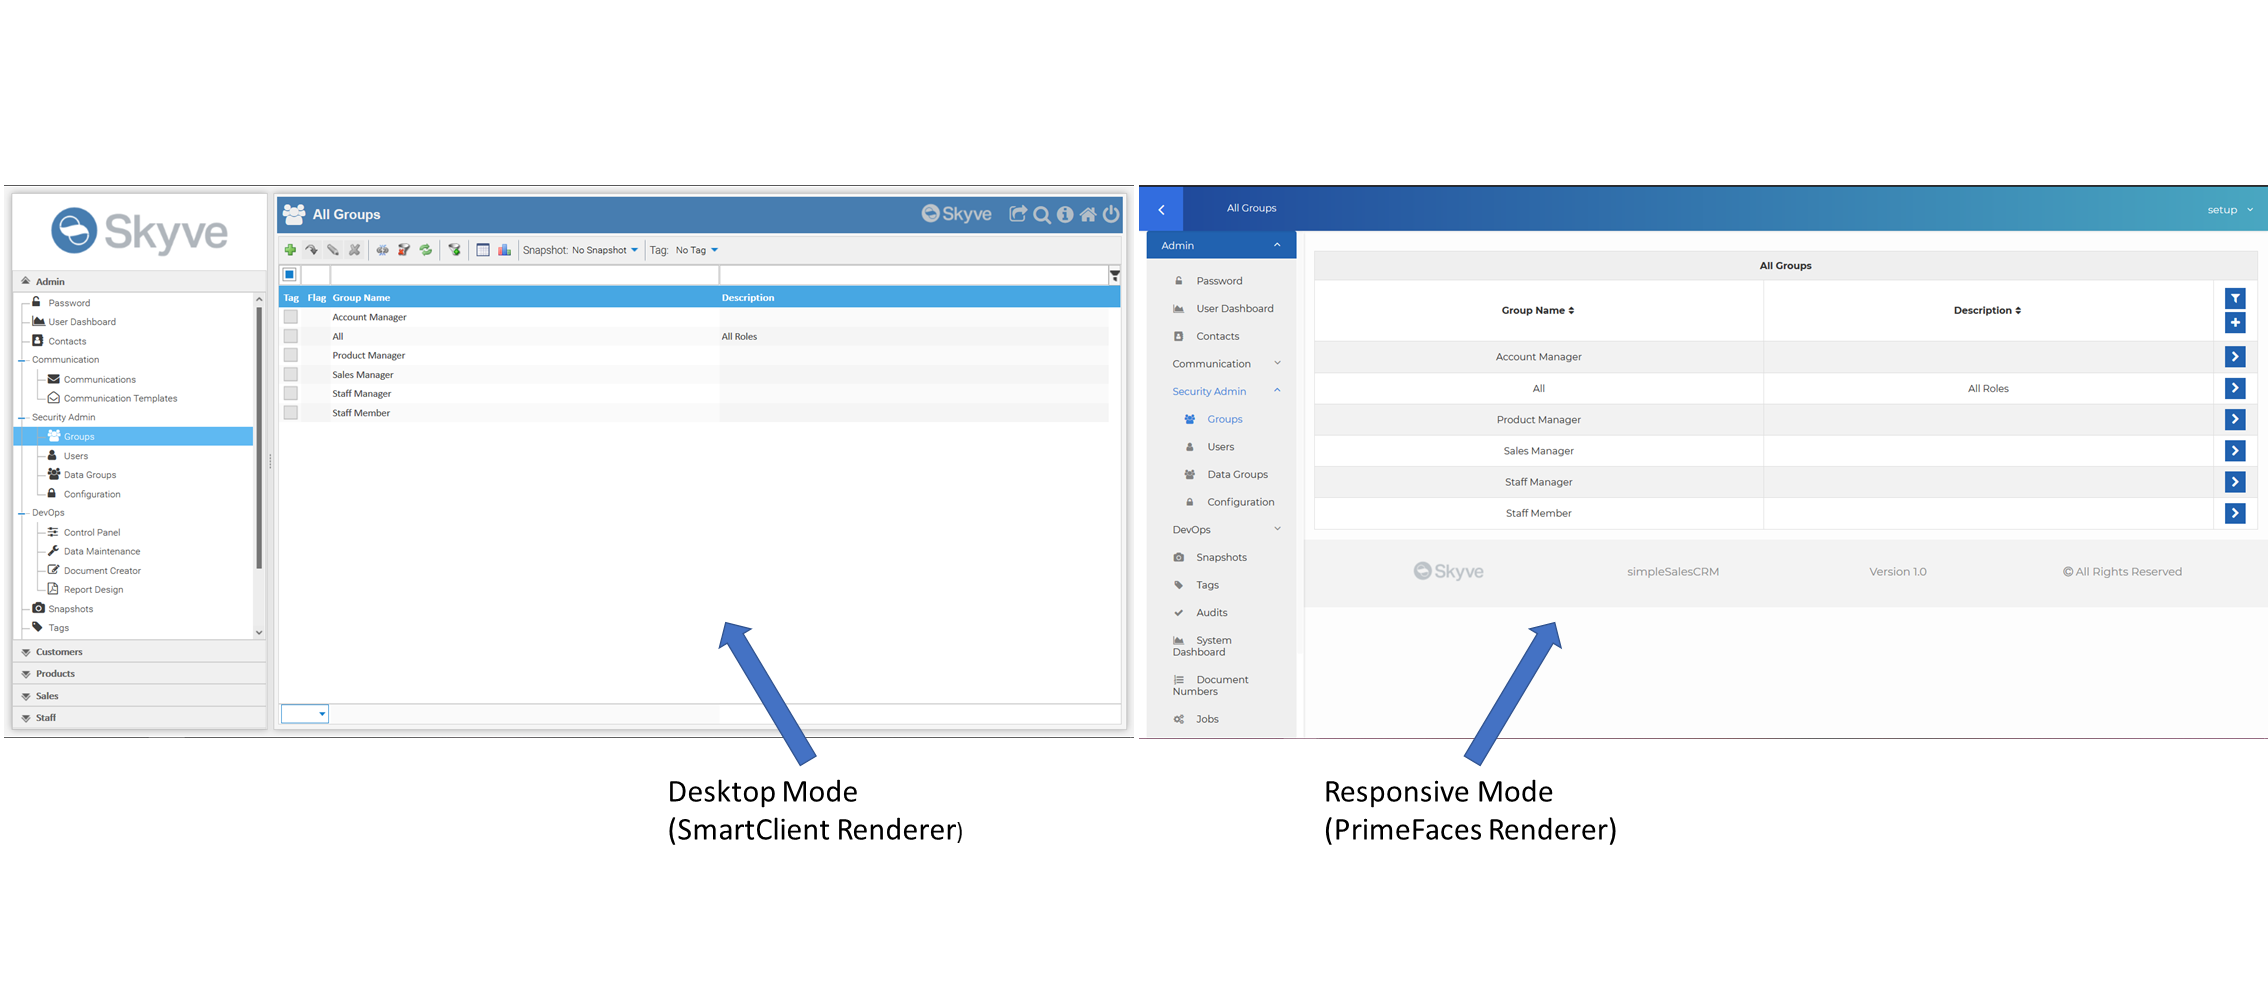 Skyve
Admin
Password
User Dashboard
Contacts
Communication
Communications
Communication Templates
Security Admin
Groups
Users
Data Groups
Configuration
DevOps
Control Panel
Data Maintenance
Document Creator
Report Design
Snapshots
Tags
Customers
Products
Sales
Staff
All Groups
Skyve
Snapshot: No Snapshot
Tag: No Tag
Tag Flag Group Name Description
Account Manager
All All Roles
Product Manager
Sales Manager
Staff Manager
Staff Member
All Groups
setup
Admin
Password
User Dashboard
Contacts
Communication
Security Admin
Groups
Users
Data Groups
Configuration
DevOps
Snapshots
Tags
Audits
System
Dashboard
Document
Numbers
Jobs
All Groups
Group Name Description
Account Manager
All All Roles
Product Manager
Sales Manager
Staff Manager
Staff Member
Skyve simpleSalesCRM Version 1.0 © All Rights Reserved
Desktop Mode
(SmartClient Renderer)
Responsive Mode
(PrimeFaces Renderer)